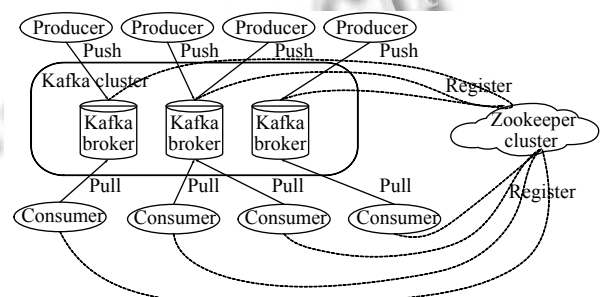 Producer Producer Producer Producer
Push Push Push Push
Kafka cluster
Register
Kafka broker
Kafka broker
Kafka broker
Zookeeper cluster
Pull Pull Pull Pull
Register
Consumer Consumer Consumer Consumer